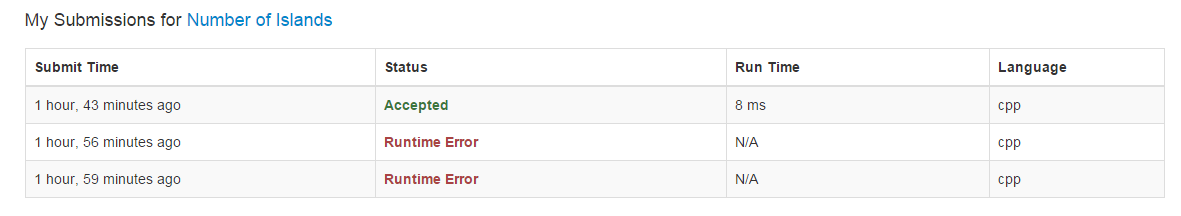 My Submissions for Number of Islands
Submit Time Status Run Time Language
1 hour, 43 minutes ago Accepted 8 ms cpp
1 hour, 56 minutes ago Runtime Error N/A cpp
1 hour, 59 minutes ago Runtime Error N/A cpp